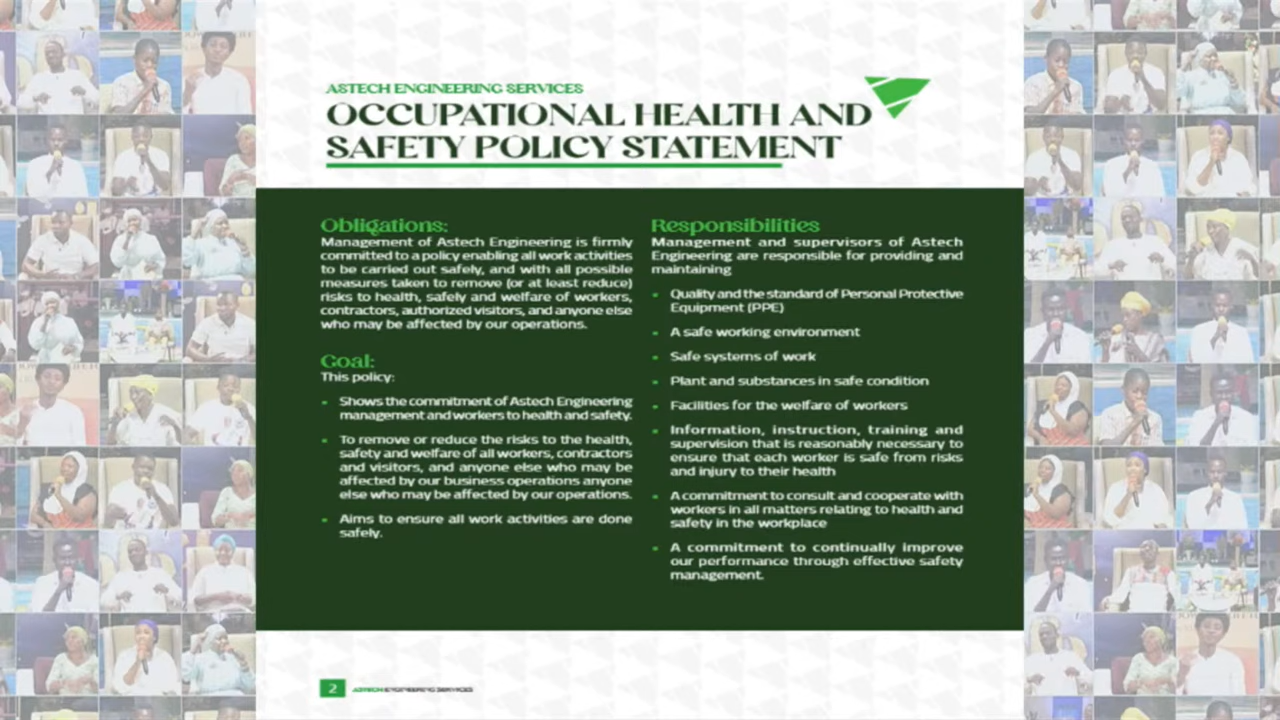 ASTECH ENGINEERING SERVICES
OCCUPATIONAL HEALTH AND
SAFETY POLICY STATEMENT
Obligations:
Management of Astech Engineering is firmly
committed to a policy enabling all work activities
to be carried out safely, and with all possible
measures taken to remove (or at least reduce)
risks to health, safely and welfare of workers,
contractors, authorized visitors, and anyone else
who may be affected by our operations.
Goal:
This policy:
• Shows the commitment of Astech Engineering
management and workers to health and safety.
• To remove or reduce the risks to the health,
safety and welfare of all workers, contractors
and visitors, and anyone else who may be
affected by our business operations anyone
else who may be affected by our operations.
• Aims to ensure all work activities are done
safely.
Responsibilities
Management and supervisors of Astech
Engineering are responsible for providing and
maintaining
• Quality and the standard of Personal Protective
Equipment (PPE)
• A safe working environment
• Safe systems of work
• Plant and substances in safe condition
• Facilities for the welfare of workers
• Information, instruction, training and
supervision that is reasonably necessary to
ensure that each worker is safe from risks
and injury to their health
• A commitment to consult and cooperate with
workers in all matters relating to health and
safety in the workplace
• A commitment to continually improve
our performance through effective safety
management.
2 ASTECH ENGINEERING SERVICES